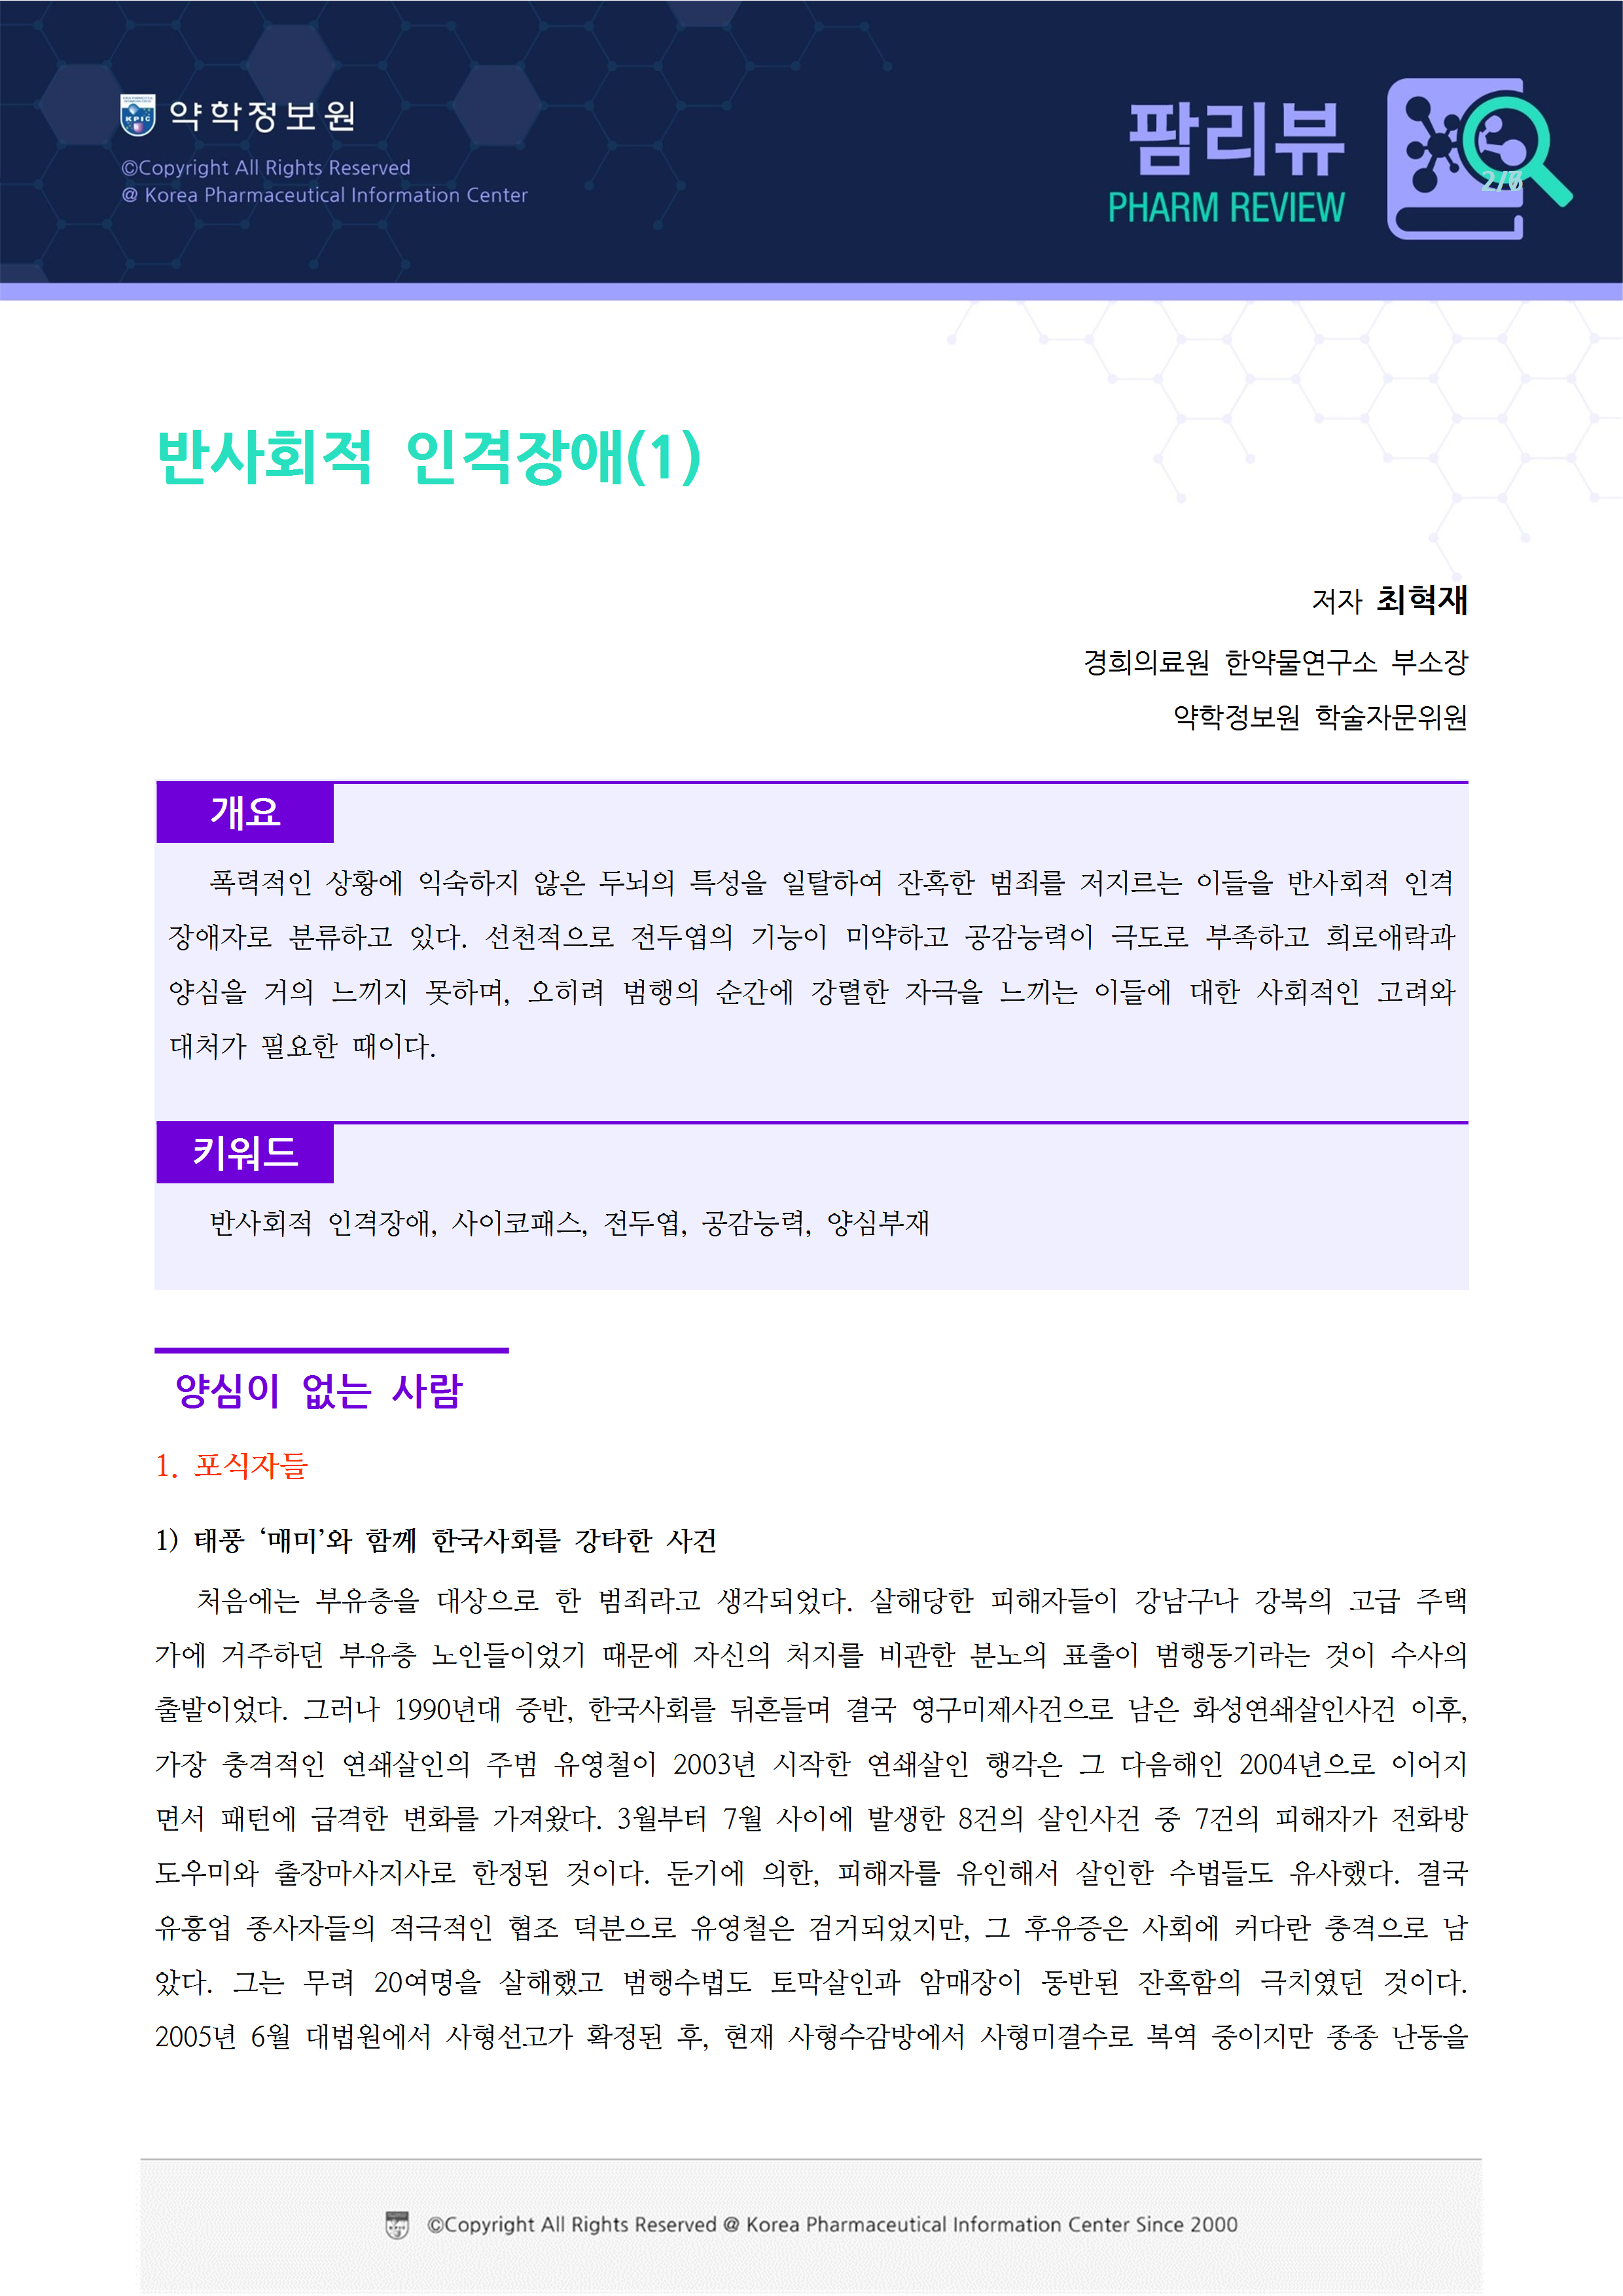 약학정보원
©Copyright All Rights Reserved
@ Korea Pharmaceutical Information Center
팜리뷰
PHARM REVIEW
반사회적 인격장애(1)
저자 최혁재
경희의료원 한약물연구소 부소장
약학정보원 학술자문위원
개요
폭력적인 상황에 익숙하지 않은 두뇌의 특성을 일탈하여 잔혹한 범죄를 저지르는 이들을 반사회적 인격
장애자로 분류하고 있다. 선천적으로 전두엽의 기능이 미약하고 공감능력이 극도로 부족하고 희로애락과
양심을 거의 느끼지 못하며, 오히려 범행의 순간에 강렬한 자극을 느끼는 이들에 대한 사회적인 고려와
대처가 필요한 때이다.
키워드
반사회적 인격장애, 사이코패스, 전두엽, 공감능력, 양심부재
양심이 없는 사람
1. 포식자들
1) 태풍 ‘매미’와 함께 한국사회를 강타한 사건
처음에는 부유층을 대상으로 한 범죄라고 생각되었다. 살해당한 피해자들이 강남구나 강북의 고급 주택
가에 거주하던 부유층 노인들이었기 때문에 자신의 처지를 비관한 분노의 표출이 범행동기라는 것이 수사의
출발이었다. 그러나 1990년대 중반, 한국사회를 뒤흔들며 결국 영구미제사건으로 남은 화성연쇄살인사건 이후,
가장 충격적인 연쇄살인의 주범 유영철이 2003년 시작한 연쇄살인 행각은 그 다음해인 2004년으로 이어지
면서 패턴에 급격한 변화를 가져왔다. 3월부터 7월 사이에 발생한 8건의 살인사건 중 7건의 피해자가 전화방
도우미와 출장마사지사로 한정된 것이다. 둔기에 의한, 피해자를 유인해서 살인한 수법들도 유사했다. 결국
유흥업 종사자들의 적극적인 협조 덕분으로 유영철은 검거되었지만, 그 후유증은 사회에 커다란 충격으로 남
았다. 그는 무려 20여명을 살해했고 범행수법도 토막살인과 암매장이 동반된 잔혹함의 극치였던 것이다.
2005년 6월 대법원에서 사형선고가 확정된 후, 현재 사형수감방에서 사형미결수로 복역 중이지만 종종 난동을
©Copyright All Rights Reserved @ Korea Pharmaceutical Information Center Since 2000